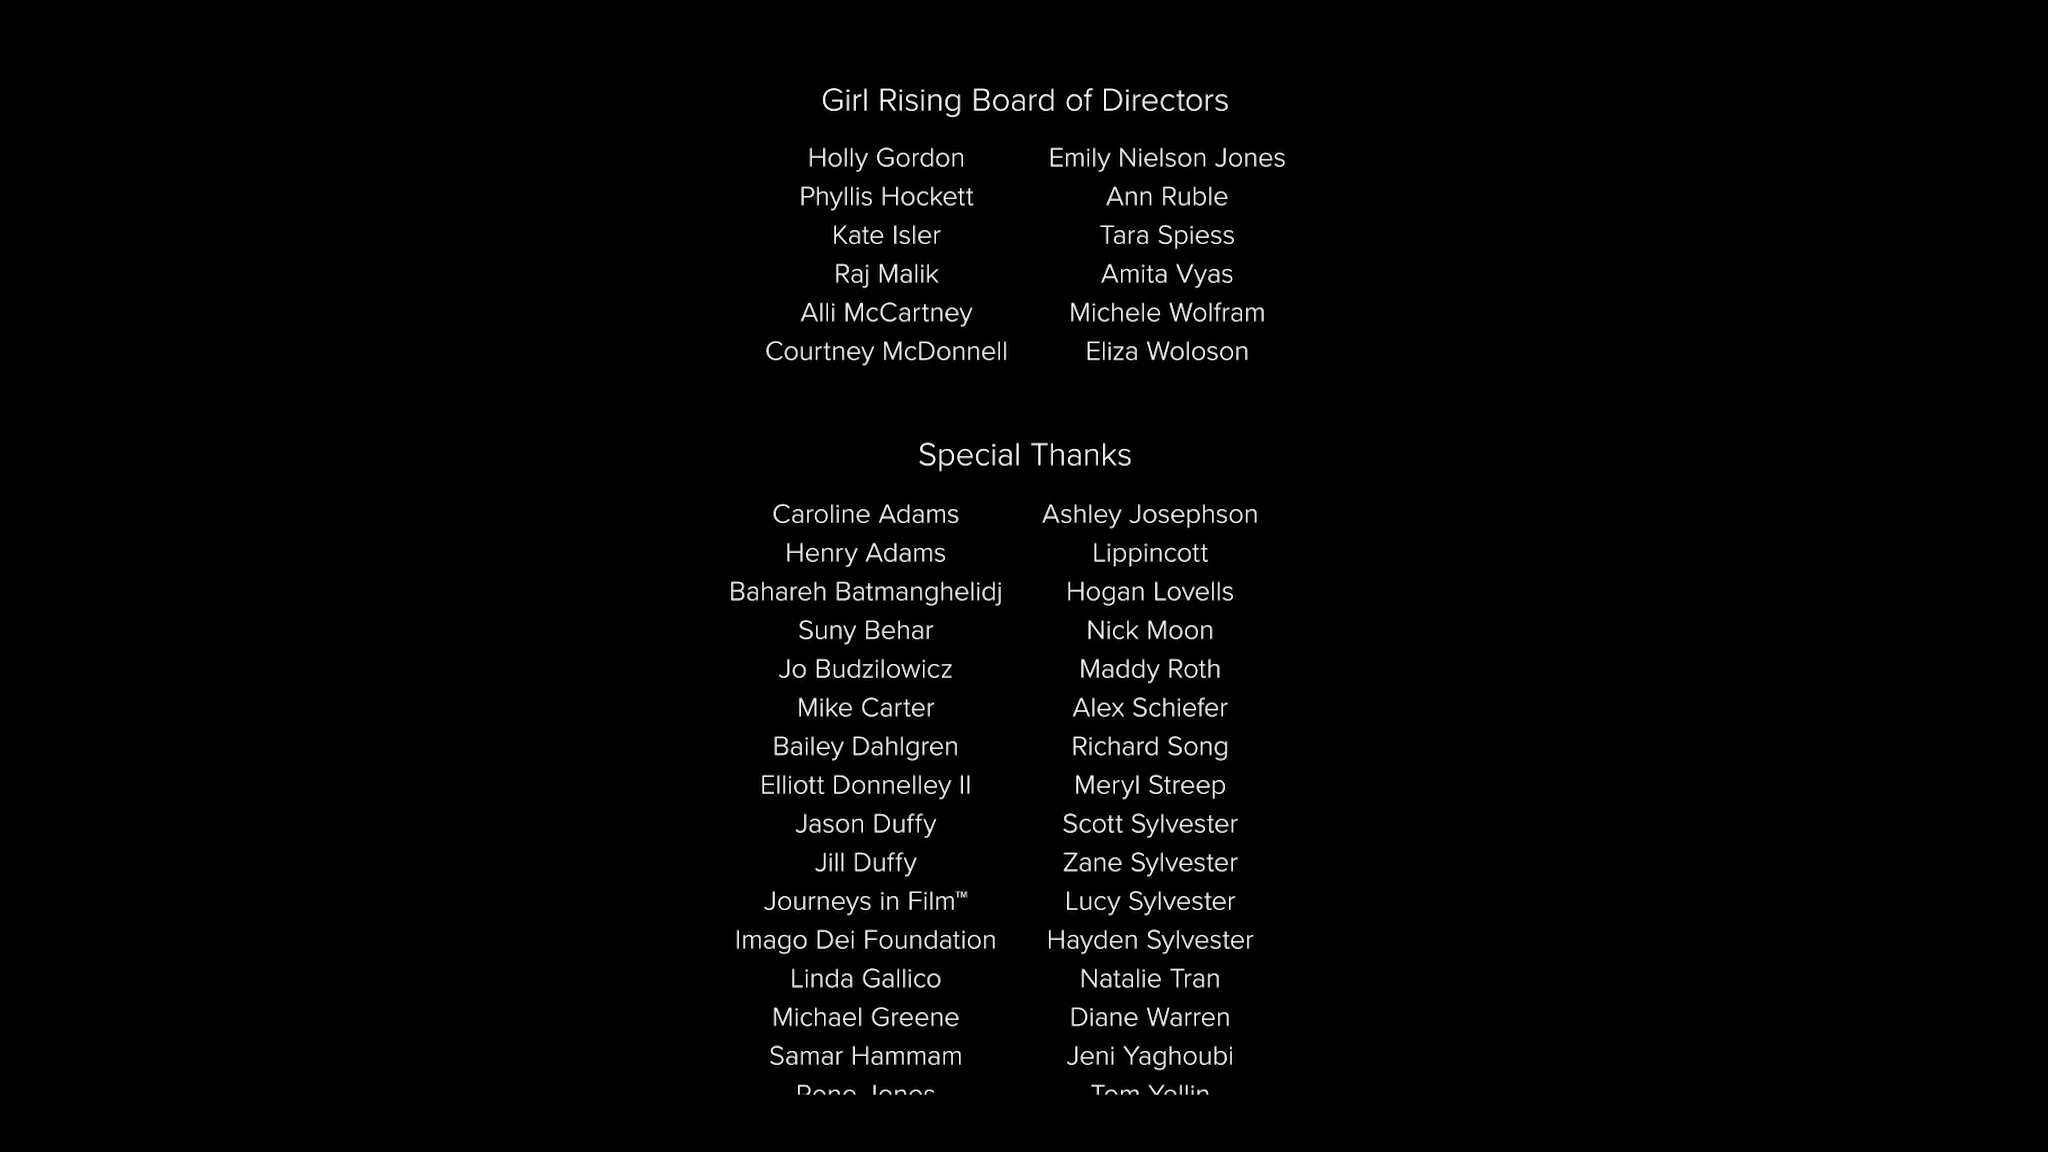 Girl Rising Board of Directors
Holly Gordon Emily Nielson Jones
Phyllis Hockett Ann Ruble
Kate Isler Tara Spiess
Raj Malik Amita Vyas
Alli McCartney Michele Wolfram
Courtney McDonnell Eliza Woloson
Special Thanks
Caroline Adams Ashley Josephson
Henry Adams Lippincott
Bahareh Batmanghelidj Hogan Lovells
Suny Behar Nick Moon
Jo Budzilowicz Maddy Roth
Mike Carter Alex Schiefer
Bailey Dahlgren Richard Song
Elliott Donnelley II Meryl Streep
Jason Duffy Scott Sylvester
Jill Duffy Zane Sylvester
Journeys in Film™ Lucy Sylvester
Imago Dei Foundation Hayden Sylvester
Linda Gallico Natalie Tran
Michael Greene Diane Warren
Samar Hammam Jeni Yaghoubi
Jones Tom Yellin